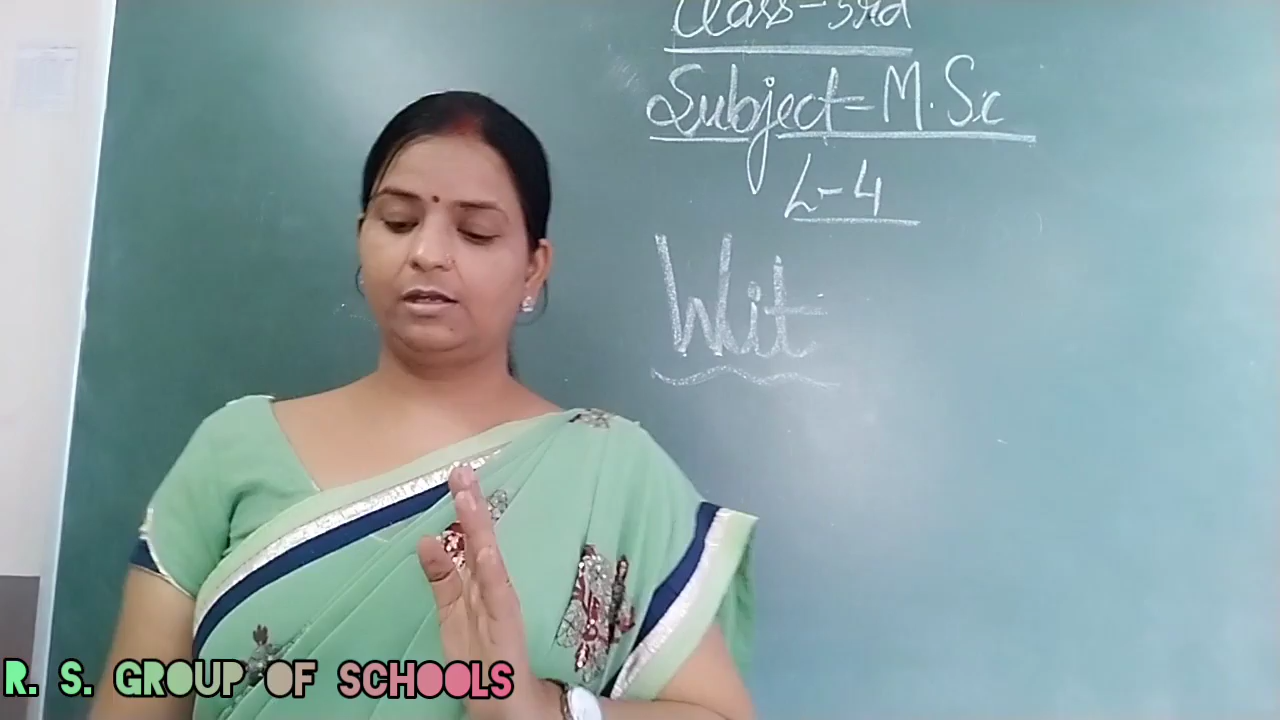 Class-3rd
Subject=M.Sc
L-4
Wit
R. S. GROUP OF SCHOOLS